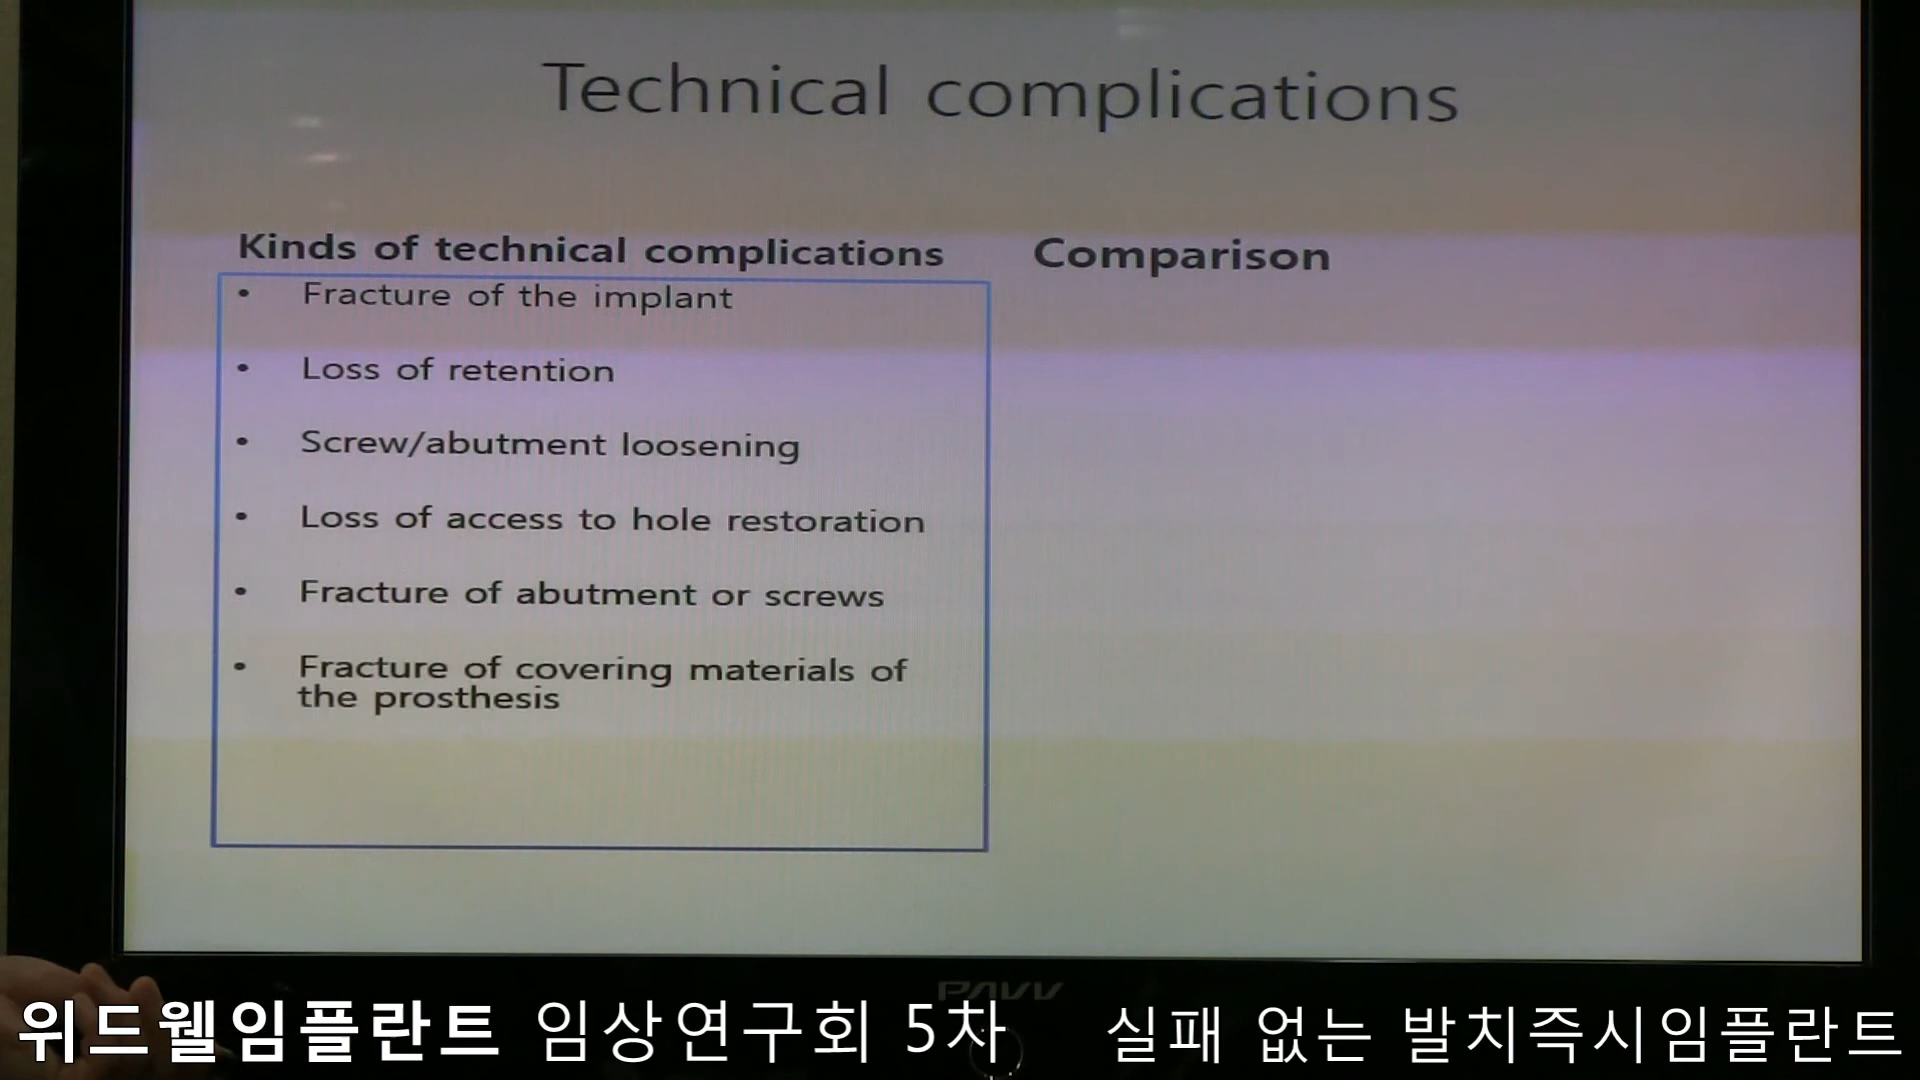 Technical complications
Kinds of technical complications
• Fracture of the implant
• Loss of retention
• Screw/abutment loosening
• Loss of access to hole restoration
• Fracture of abutment or screws
• Fracture of covering materials of
the prosthesis
Comparison
PAVV
위드웰임플란트 임상연구회 5차 실패 없는 발치즉시임플란트